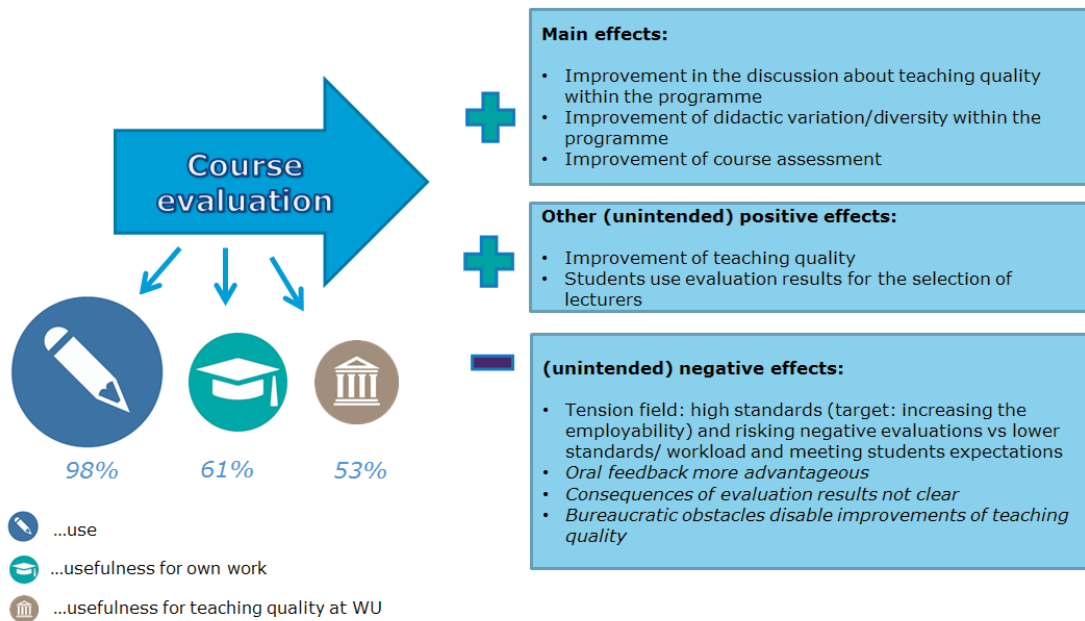 Course
evaluation
98%
61%
53%
...use
...usefulness for own work
...usefulness for teaching quality at WU
Main effects:
• Improvement in the discussion about teaching quality
within the programme
• Improvement of didactic variation/diversity within the
programme
• Improvement of course assessment
Other (unintended) positive effects:
• Improvement of teaching quality
• Students use evaluation results for the selection of
lecturers
(unintended) negative effects:
• Tension field: high standards (target: increasing the
employability) and risking negative evaluations vs lower
standards/ workload and meeting students expectations
• Oral feedback more advantageous
• Consequences of evaluation results not clear
• Bureaucratic obstacles disable improvements of teaching
quality